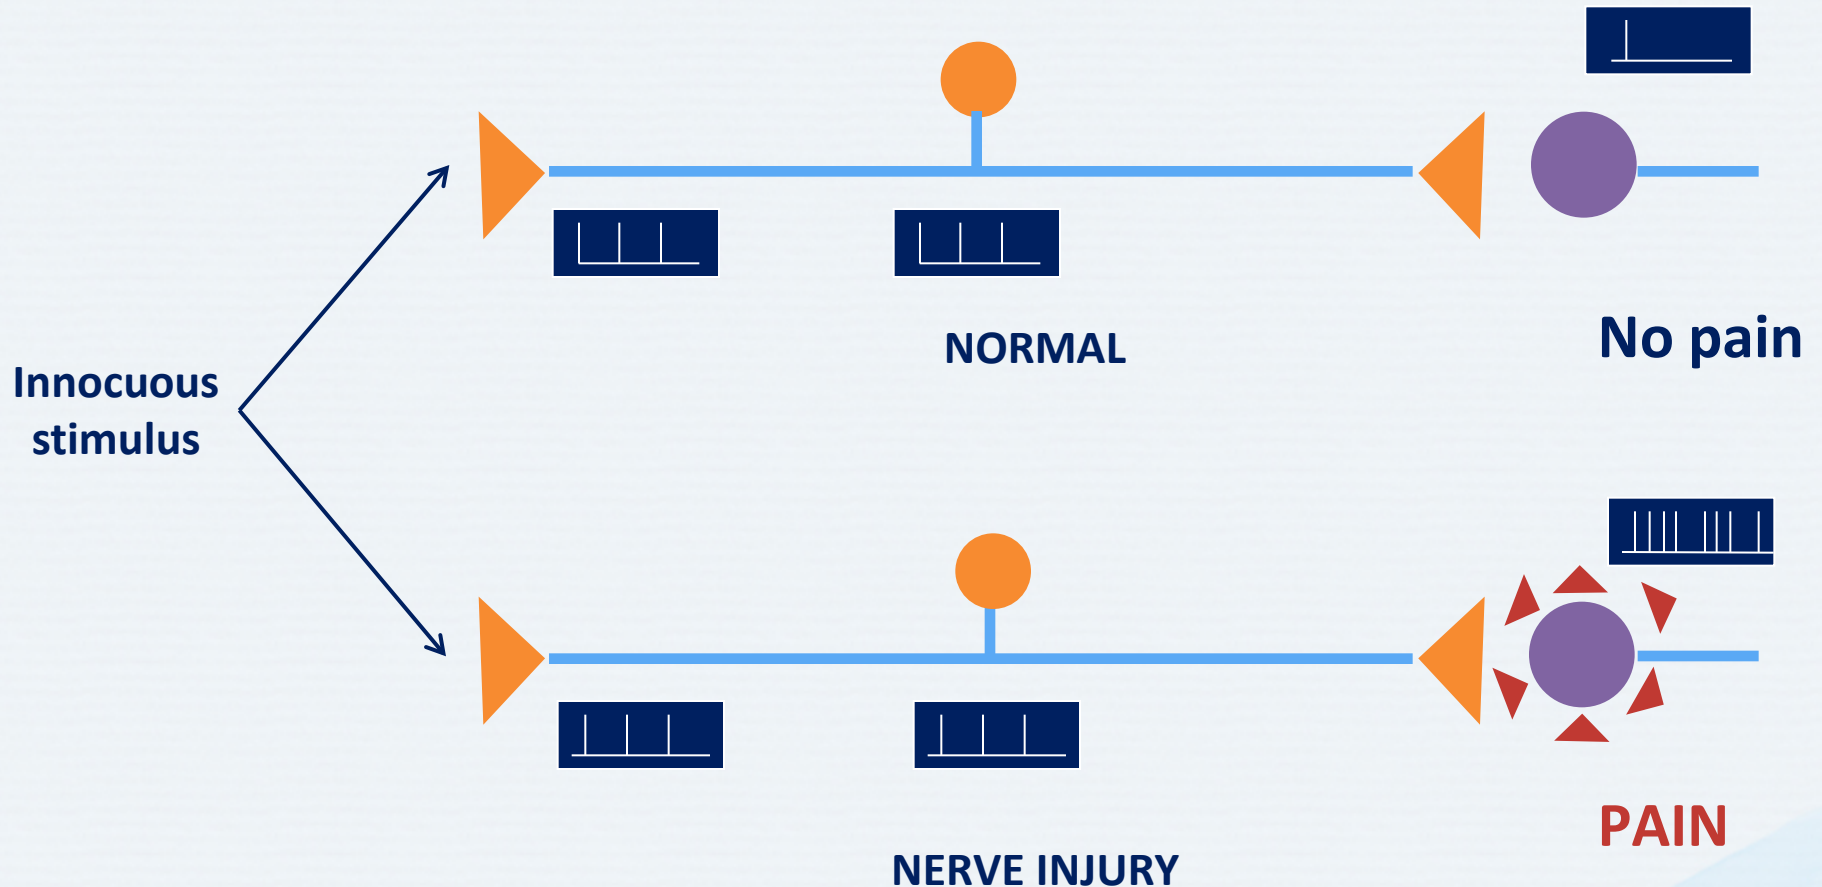 NORMAL
No pain
Innocuous
stimulus
PAIN
NERVE INJURY